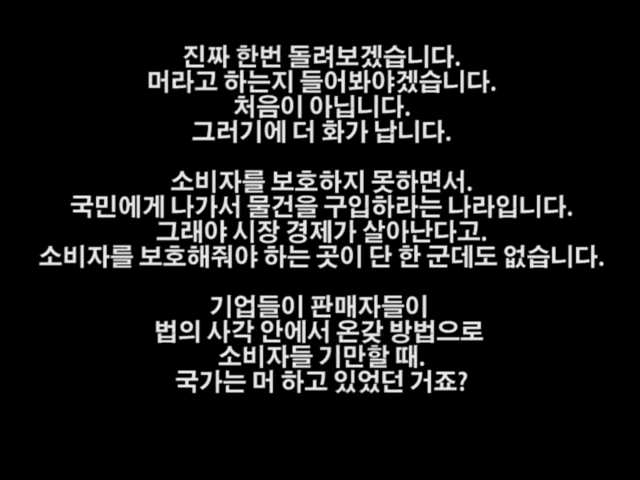 진짜 한번 돌려보겠습니다.
머라고 하는지 들어봐야겠습니다.
처음이 아닙니다.
그러기에 더 화가 납니다.
소비자를 보호하지 못하면서.
국민에게 나가서 물건을 구입하라는 나라입니다.
그래야 시장 경제가 살아난다고.
소비자를 보호해줘야 하는 곳이 단 한 군데도 없습니다.
기업들이 판매자들이
법의 사각 안에서 온갖 방법으로
소비자들 기만할 때.
국가는 머 하고 있었던 거죠?